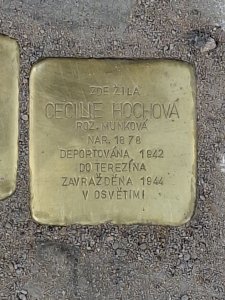 ZDE ŽILA
CECILIE HOCHOVÁ
ROZ. MUNKOVÁ
NAR. 1878
DEPORTOVÁNA 1942
DO TEREZÍNA
ZAVRAŽDĚNA 1944
V OSVĚTIMI